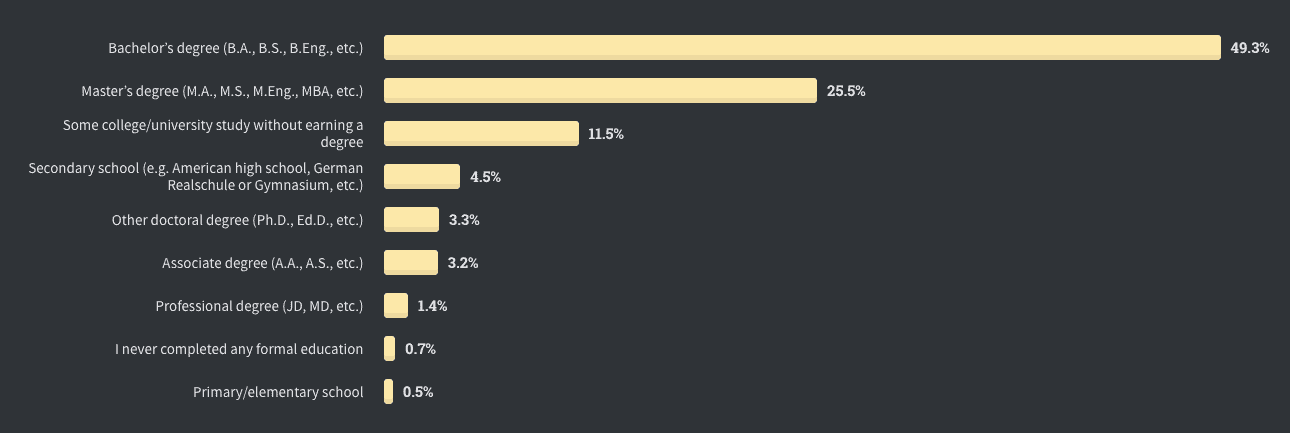 Bachelor’s degree (B.A., B.S., B.Eng., etc.) 49.3%
Master’s degree (M.A., M.S., M.Eng., MBA, etc.) 25.5%
Some college/university study without earning a
degree 11.5%
Secondary school (e.g. American high school, German
Realschule or Gymnasium, etc.) 4.5%
Other doctoral degree (Ph.D., Ed.D., etc.) 3.3%
Associate degree (A.A., A.S., etc.) 3.2%
Professional degree (JD, MD, etc.) 1.4%
I never completed any formal education 0.7%
Primary/elementary school 0.5%